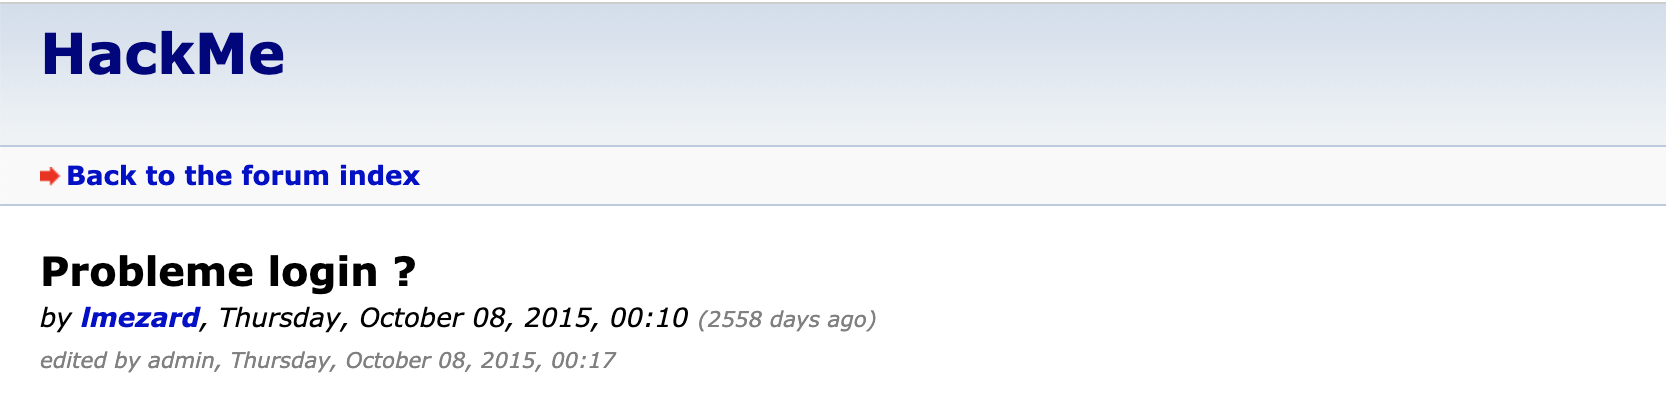 HackMe
Back to the forum index
Probleme login ?
by lmezard, Thursday, October 08, 2015, 00:10 (2558 days ago)
edited by admin, Thursday, October 08, 2015, 00:17